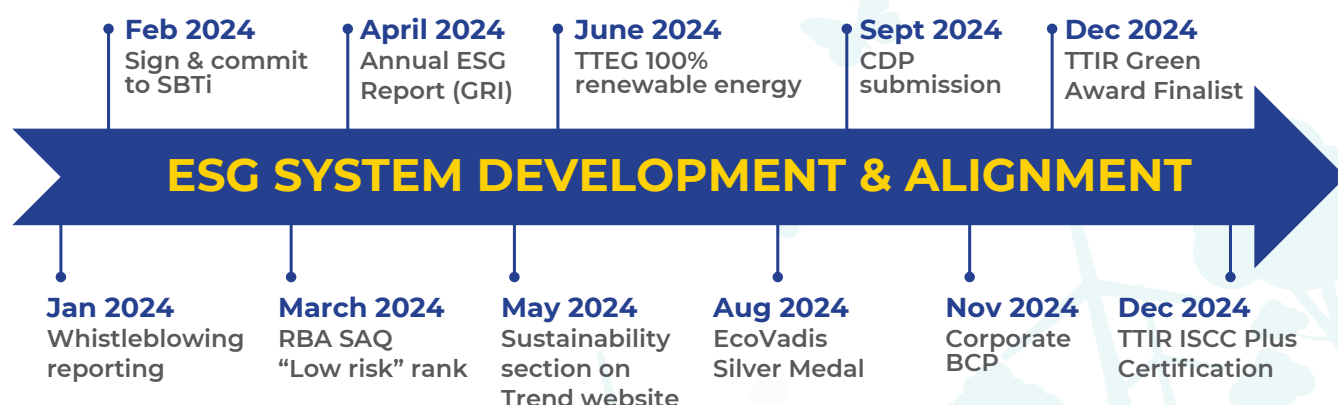 Feb 2024
Sign & commit
to SBTi
April 2024
Annual ESG
Report (GRI)
June 2024
TTEG 100%
renewable energy
Sept 2024
CDP
submission
Dec 2024
TTIR Green
Award Finalist
ESG SYSTEM DEVELOPMENT & ALIGNMENT
Jan 2024
Whistleblowing
reporting
March 2024
RBA SAQ
“Low risk” rank
May 2024
Sustainability
section on
Trend website
Aug 2024
EcoVadis
Silver Medal
Nov 2024
Corporate
BCP
Dec 2024
TTIR ISCC Plus
Certification